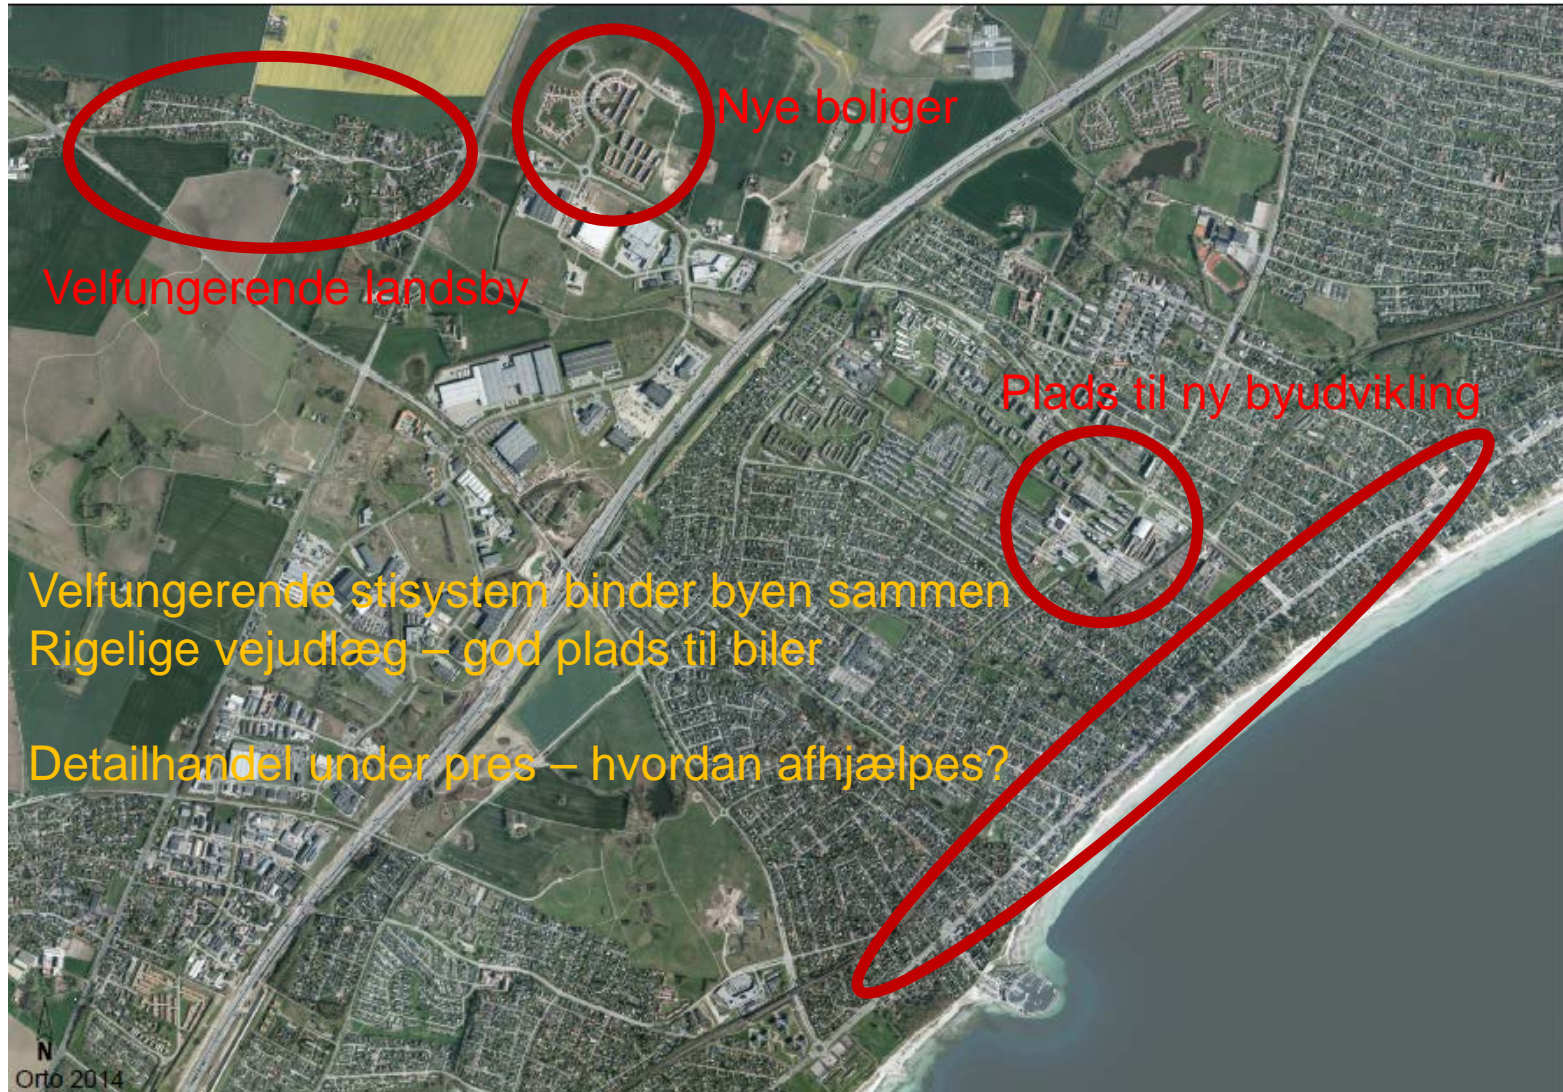 Nye boliger
Velfungerende landsby
Plads til ny byudvikling
Velfungerende stisystem binder byen sammen
Rigelige vejudlæg – god plads til biler
Detailhandel under pres – hvordan afhjælpes?
N
Orto 2014